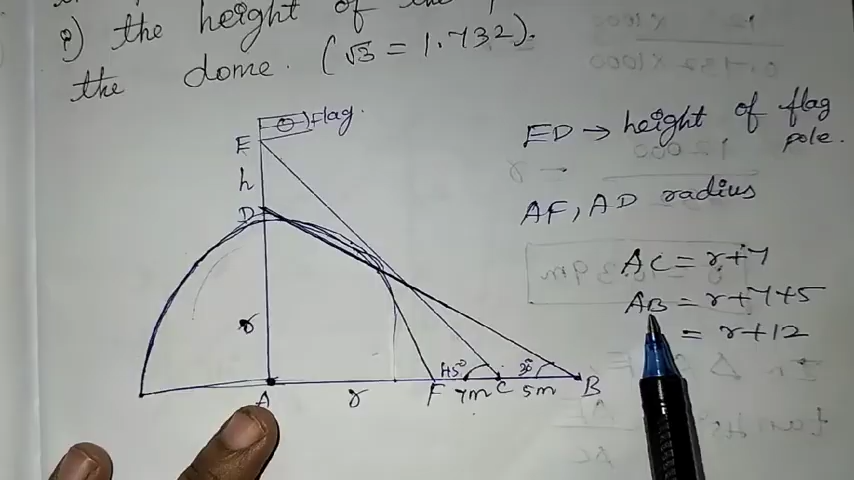 i) the height of the
the dome. (√3 = 1.732).
Flag.
E
h
D
r
A
r
F
45°
7m
C
30°
5m
B
ED → height of flag
pole.
AF, AD radius
AC = r+7
AB = r+7+5
= r+12